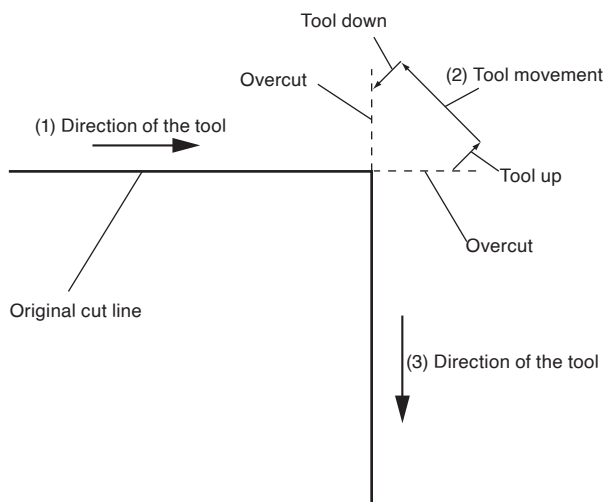 Tool down
Overcut
(2) Tool movement
(1) Direction of the tool
Tool up
Overcut
Original cut line
(3) Direction of the tool